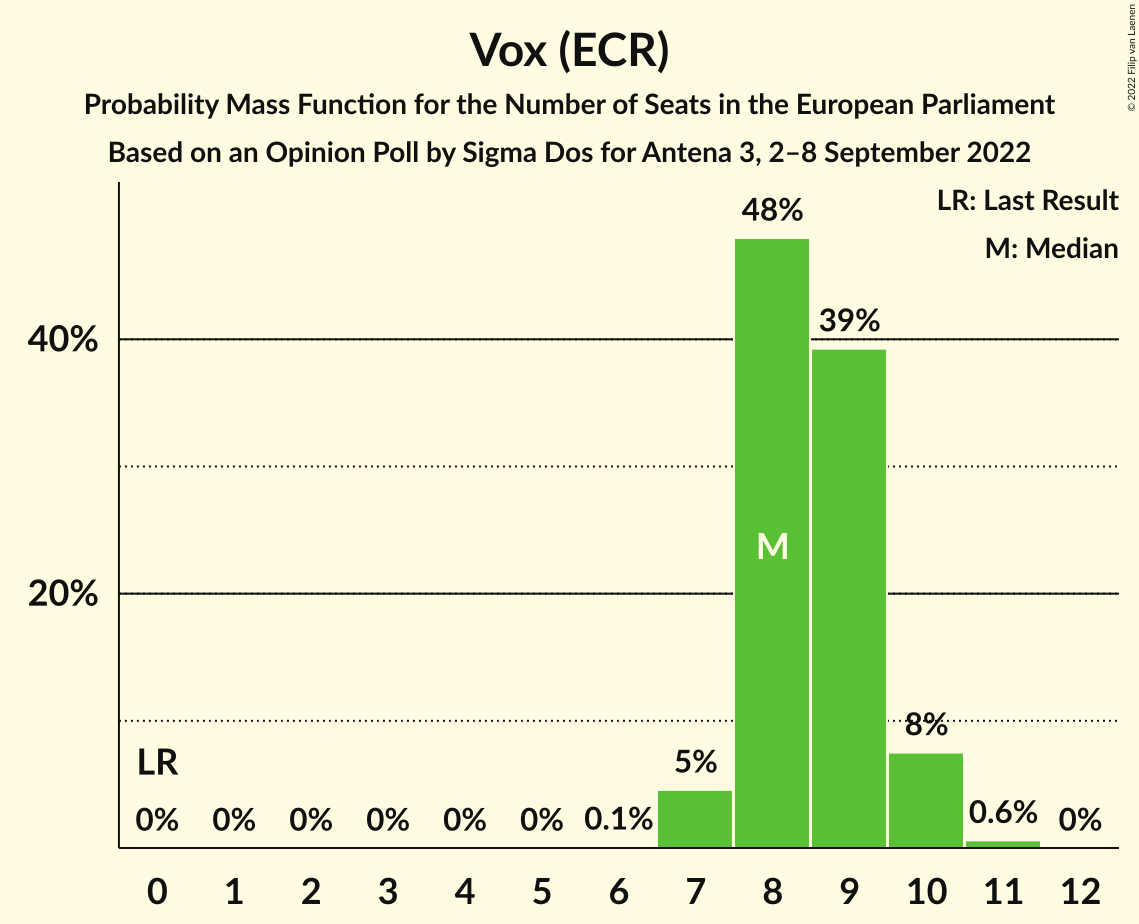 Vox (ECR)
Probability Mass Function for the Number of Seats in the European Parliament
Based on an Opinion Poll by Sigma Dos for Antena 3, 2–8 September 2022
© 2022 Filip van Laenen
LR: Last Result
M: Median
48%
39%
40%
M
20%
8%
LR
5%
0% 0% 0% 0% 0% 0% 0.1% 0.6% 0%
0 1 2 3 4 5 6 7 8 9 10 11 12